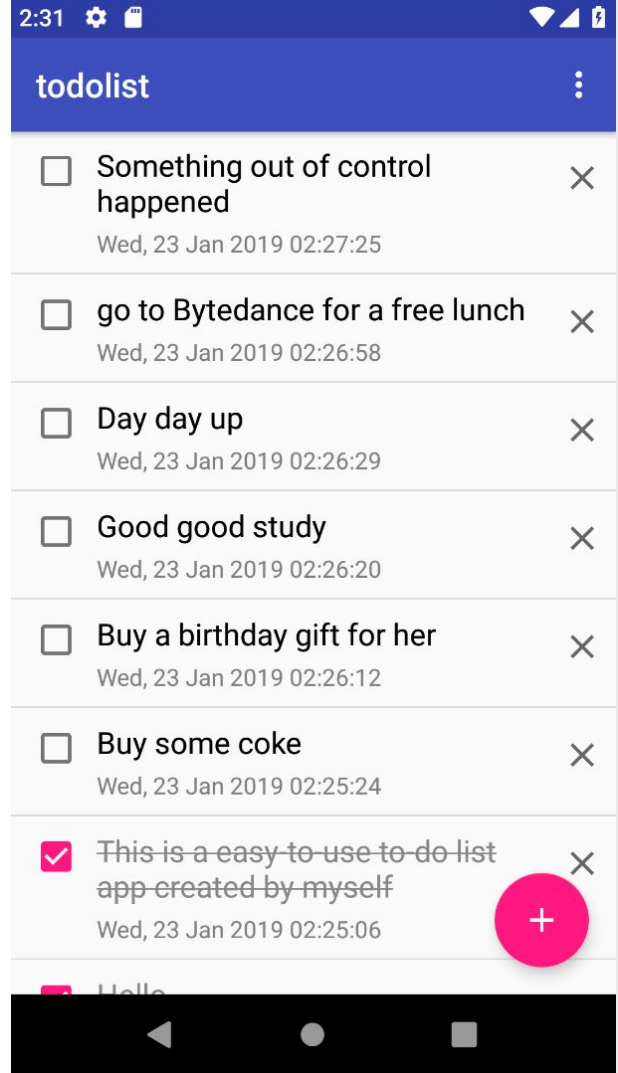 2:31
todolist
Something out of control
happened
Wed, 23 Jan 2019 02:27:25
go to Bytedance for a free lunch
Wed, 23 Jan 2019 02:26:58
Day day up
Wed, 23 Jan 2019 02:26:29
Good good study
Wed, 23 Jan 2019 02:26:20
Buy a birthday gift for her
Wed, 23 Jan 2019 02:26:12
Buy some coke
Wed, 23 Jan 2019 02:25:24
This is a easy-to-use to-do list
app created by myself
Wed, 23 Jan 2019 02:25:06
Hello